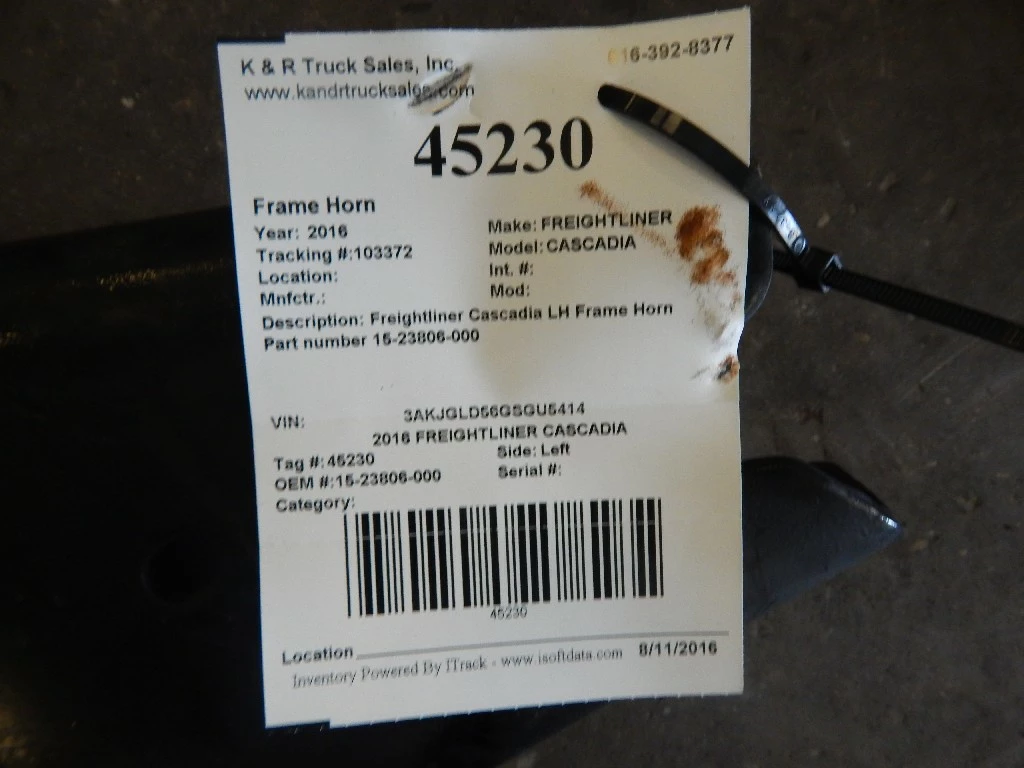 K & R Truck Sales, Inc.
16-392-8377
www.kandrtrucksales.com
45230
Frame Horn
Year: 2016
Make: FREIGHTLINER
Tracking #:103372
Model: CASCADIA
Location:
Int. #:
Mnfctr.:
Mod:
Description: Freightliner Cascadia LH Frame Horn
Part number 15-23806-000
VIN: 3AKJGLD56GSGU5414
2016 FREIGHTLINER CASCADIA
Tag #:45230
Side: Left
OEM #:15-23806-000
Serial #:
Category:
45230
Location
8/11/2016
Inventory Powered By ITrack - www.isoftdata.com